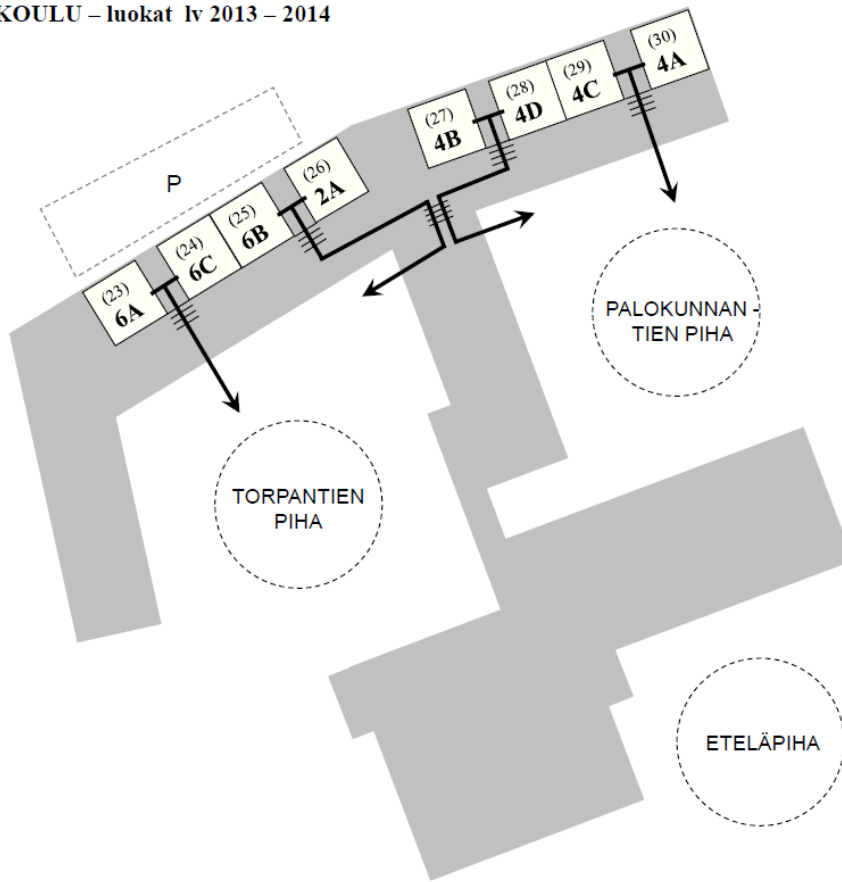 KOULU – luokat lv 2013 – 2014
P
(23)
6A
(24)
6C
(25)
6B
(26)
2A
(27)
4B
(28)
4D
(29)
4C
(30)
4A
PALOKUNNAN -
TIEN PIHA
TORPANTIEN
PIHA
ETELÄPIHA